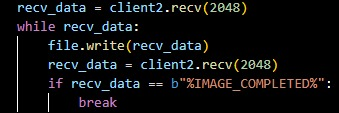 recv_data = client2.recv(2048)
while recv_data:
    file.write(recv_data)
    recv_data = client2.recv(2048)
    if recv_data == b"%IMAGE_COMPLETED%":
        break